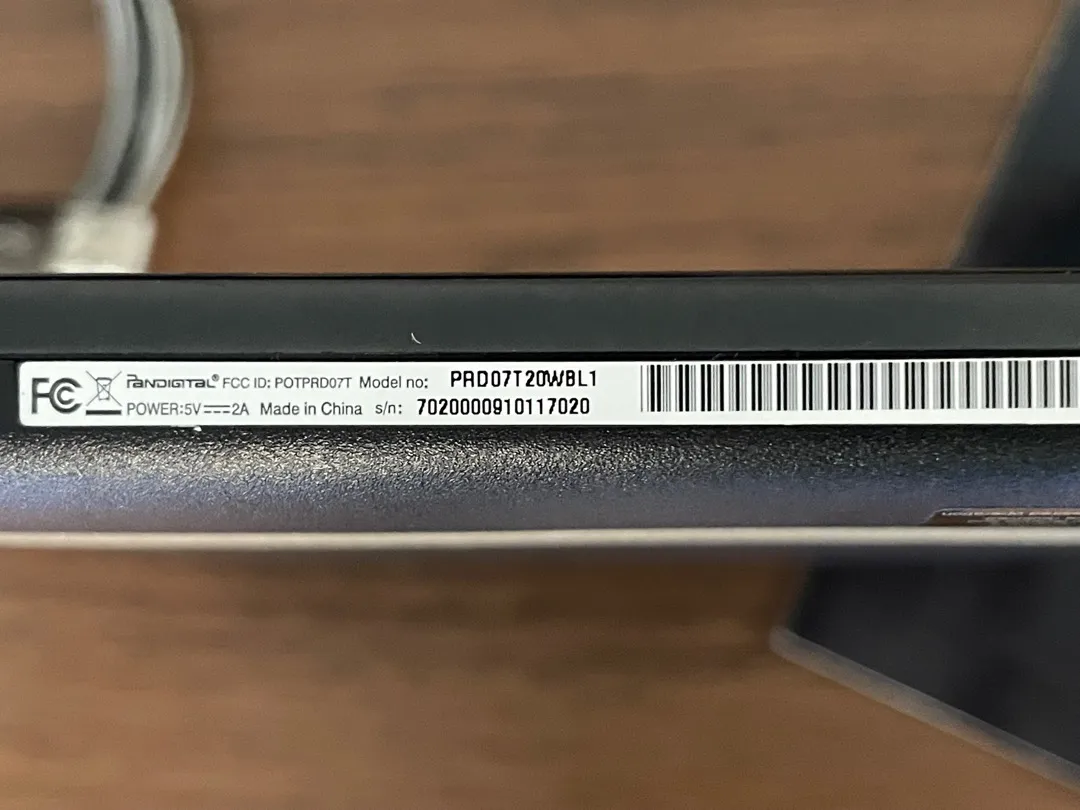 FC PANDIGITAL® FCC ID: POTPRD07T Model no: PRD07T20WBL1
POWER:5V⎓2A Made in China s/n: 7020000910117020